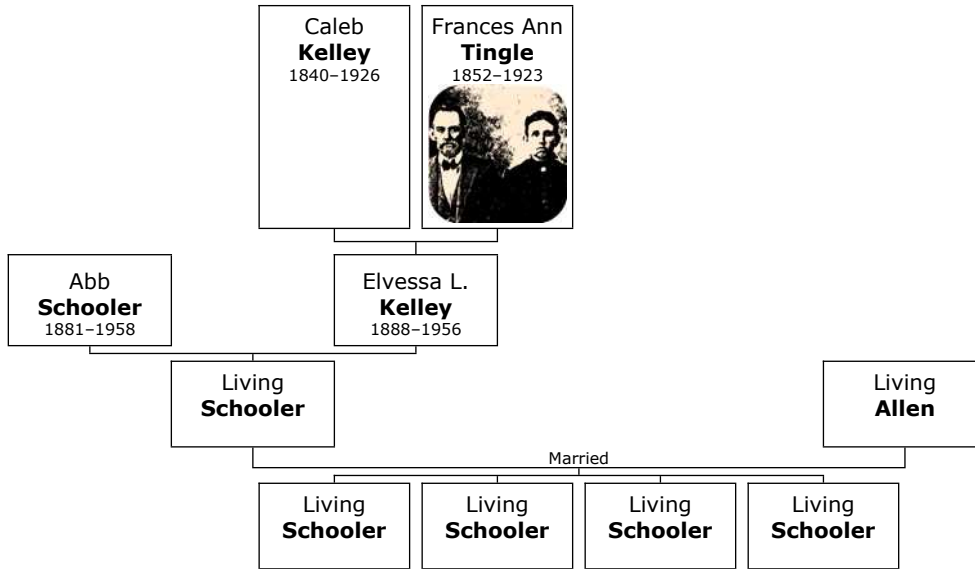 Caleb
Kelley
1840–1926
Frances Ann
Tingle
1852–1923
Abb
Schooler
1881–1958
Elvessa L.
Kelley
1888–1956
Living
Schooler
Living
Allen
Married
Living
Schooler
Living
Schooler
Living
Schooler
Living
Schooler